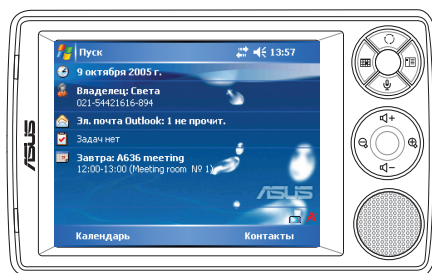 Пуск 13:57
9 октября 2005 г.
Владелец: Света
021-54421616-894
Эл. почта Outlook: 1 не прочит.
Задач нет
Завтра: A636 meeting
12:00-13:00 (Meeting room № 1)
ASUS
Календарь Контакты
ASUS